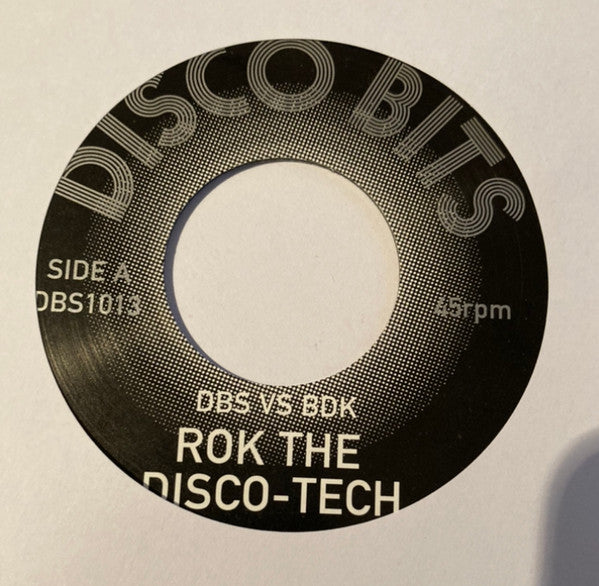 DISCO BITS
SIDE A
DBS1013
45rpm
DBS VS BDK
ROK THE
DISCO-TECH